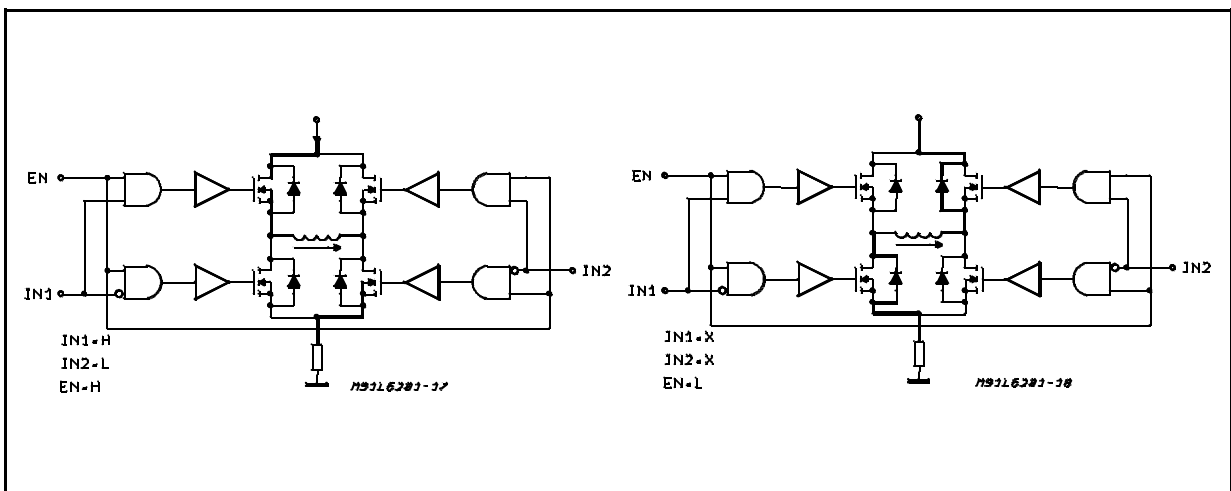 EN
IN1
IN2
IN1=H
IN2=L
EN=H
EN
IN1
IN2
IN1=X
IN2=X
EN=L